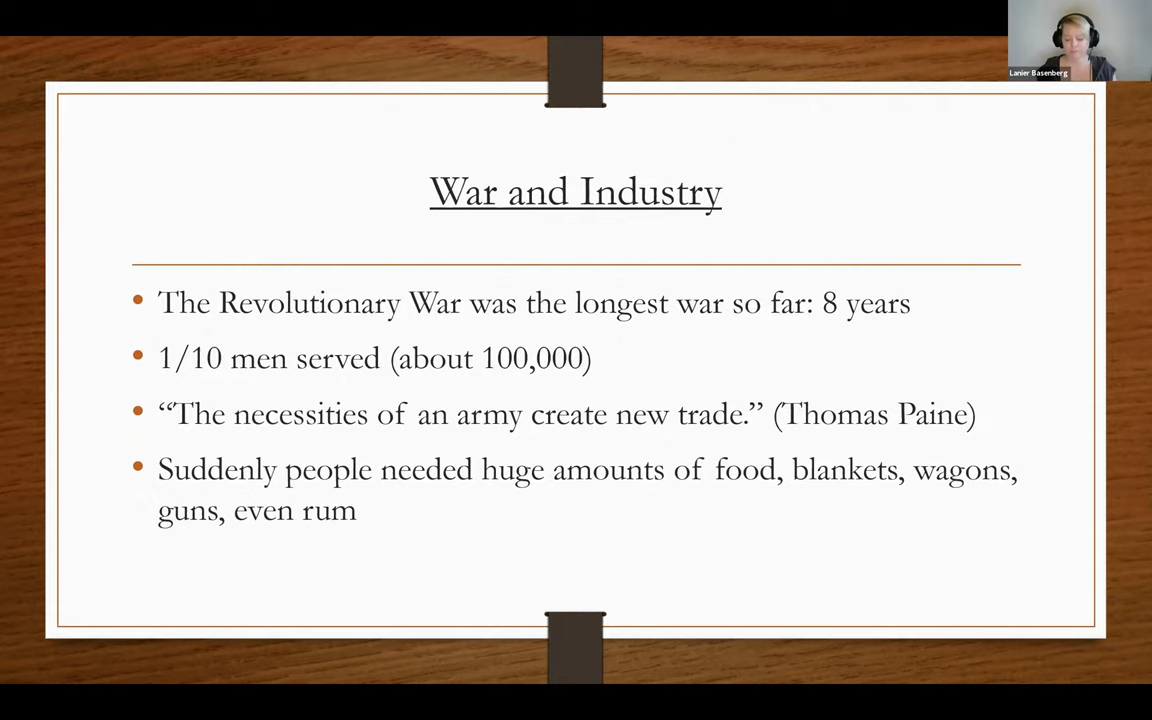 Lanier Basenberg
War and Industry
• The Revolutionary War was the longest war so far: 8 years
• 1/10 men served (about 100,000)
• “The necessities of an army create new trade.” (Thomas Paine)
• Suddenly people needed huge amounts of food, blankets, wagons,
guns, even rum